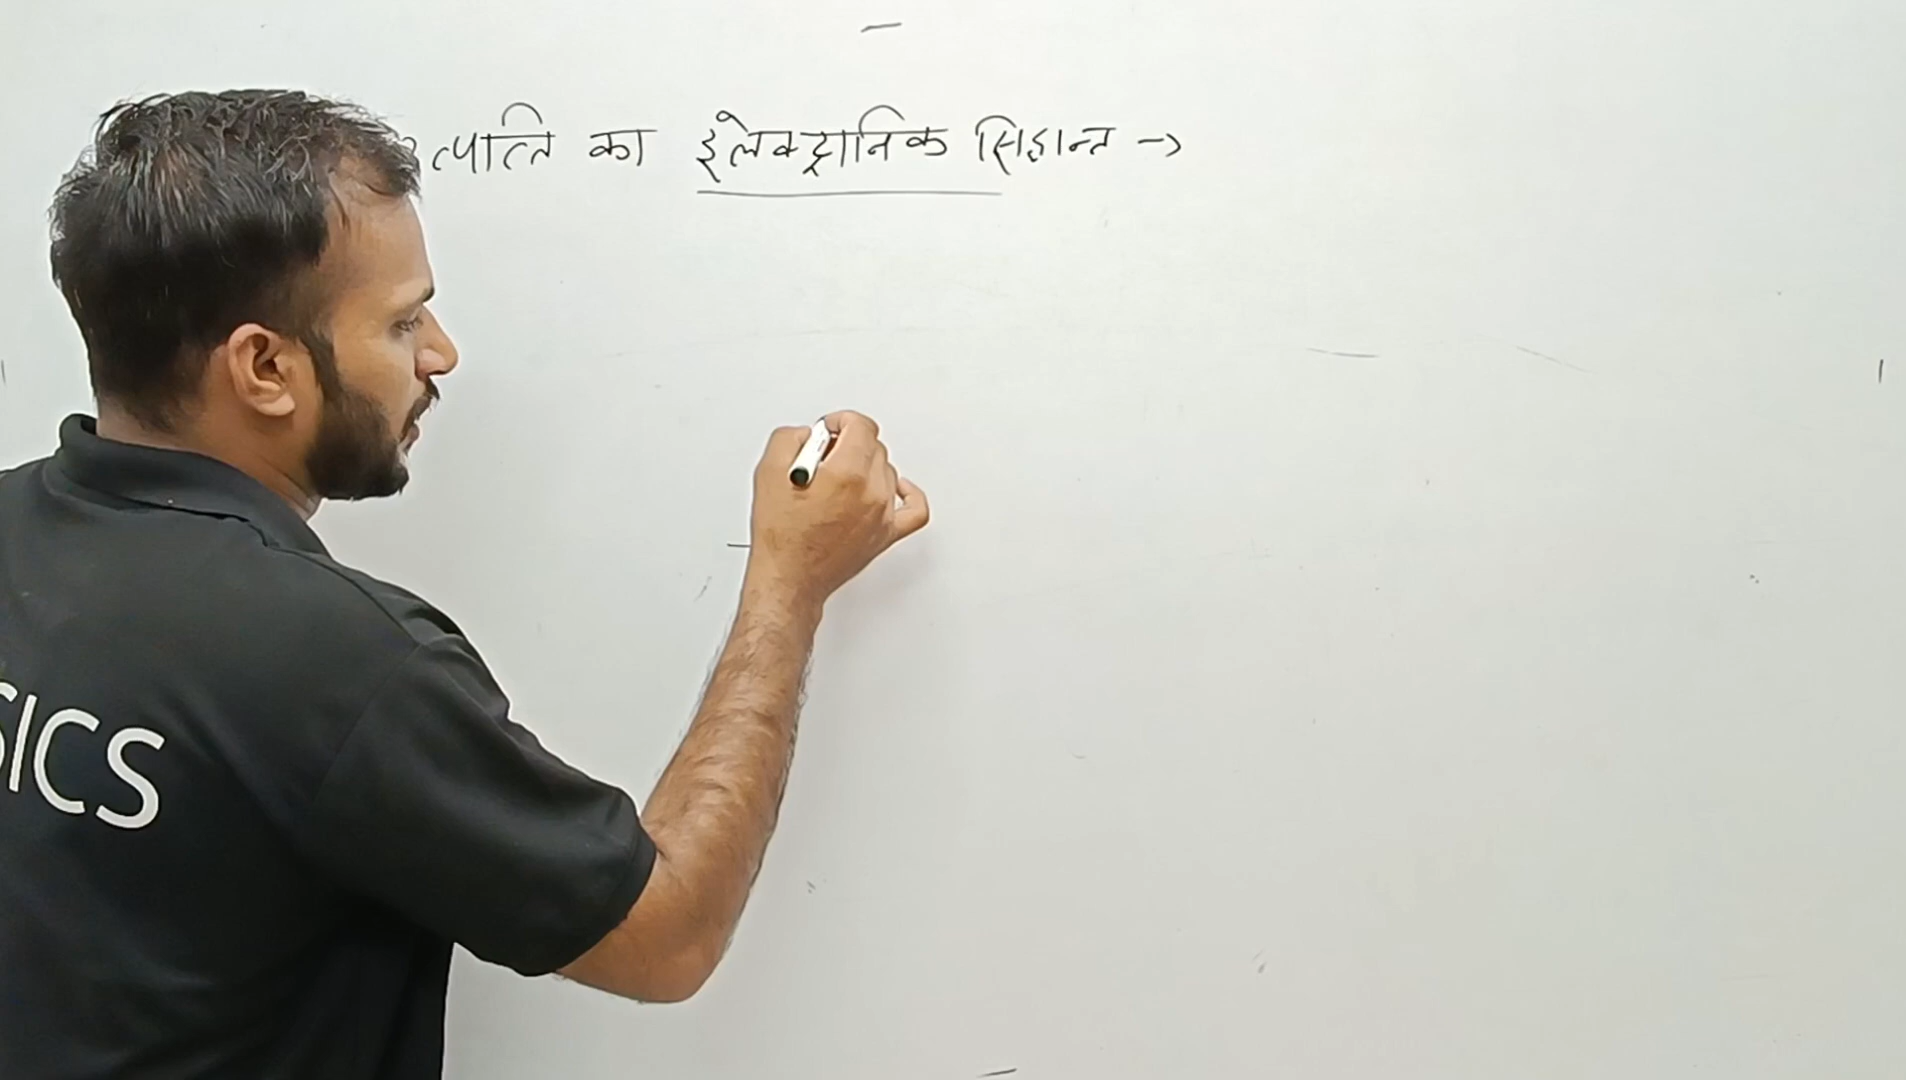 त्पत्ति का इलेक्ट्रानिक सिद्धान्त →
SICS